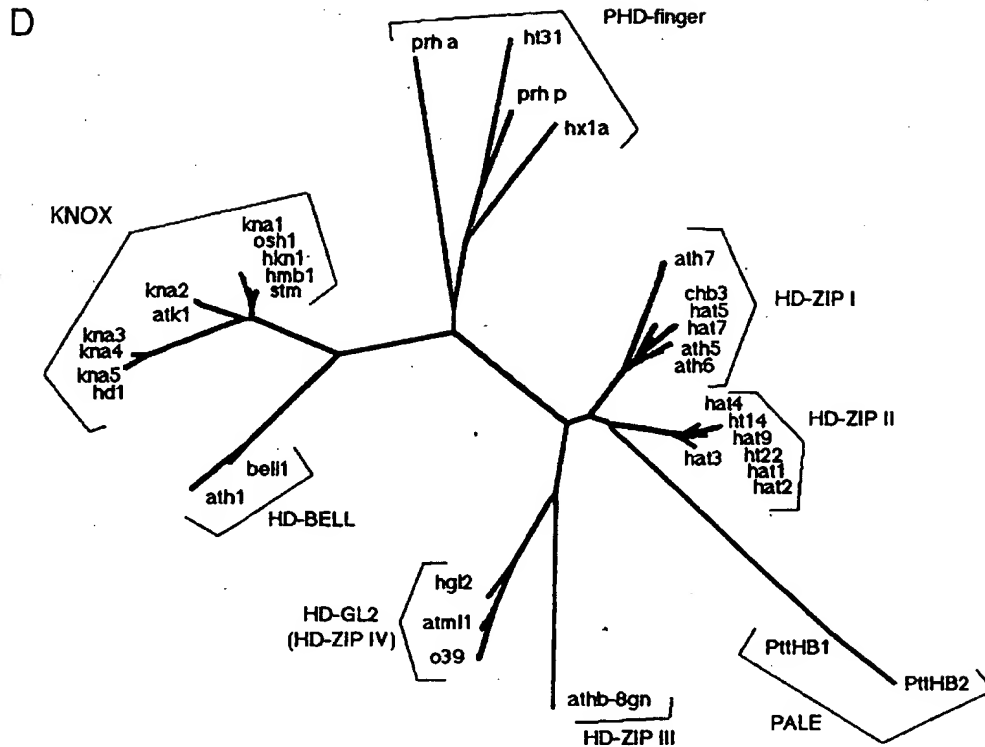 D
PHD-finger
prh a
ht31
prh p
hx1a
KNOX
kna1
osh1
hkn1
hmb1
stm
kna2
atk1
kna3
kna4
kna5
hd1
bell1
ath1
HD-BELL
ath7
chb3
hat5
hat7
ath5
ath6
HD-ZIP I
hat4
ht14
hat9
ht22
hat1
hat2
hat3
HD-ZIP II
hgl2
atml1
o39
HD-GL2
(HD-ZIP IV)
athb-8gn
HD-ZIP III
PttHB1
PttHB2
PALE